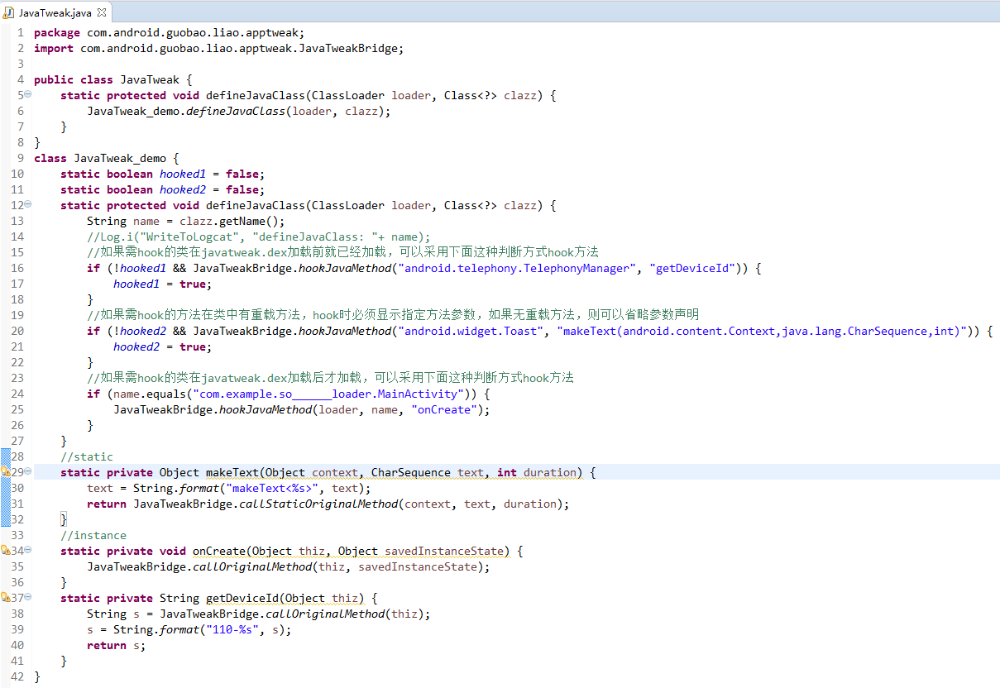 JavaTweak.java
1 package com.android.guobao.liao.apptweak;
2 import com.android.guobao.liao.apptweak.JavaTweakBridge;
3
4 public class JavaTweak {
5     static protected void defineJavaClass(ClassLoader loader, Class<?> clazz) {
6         JavaTweak_demo.defineJavaClass(loader, clazz);
7     }
8 }
9 class JavaTweak_demo {
10     static boolean hooked1 = false;
11     static boolean hooked2 = false;
12     static protected void defineJavaClass(ClassLoader loader, Class<?> clazz) {
13         String name = clazz.getName();
14         //Log.i("WriteToLogcat", "defineJavaClass: "+ name);
15         //如果需hook的类在javatweak.dex加载前就已经加载，可以采用下面这种判断方式hook方法
16         if (!hooked1 && JavaTweakBridge.hookJavaMethod("android.telephony.TelephonyManager", "getDeviceId")) {
17             hooked1 = true;
18         }
19         //如果需hook的方法在类中有重载方法，hook时必须显示指定方法参数，如果无重载方法，则可以省略参数声明
20         if (!hooked2 && JavaTweakBridge.hookJavaMethod("android.widget.Toast", "makeText(android.content.Context,java.lang.CharSequence,int)")) {
21             hooked2 = true;
22         }
23         //如果需hook的类在javatweak.dex加载后才加载，可以采用下面这种判断方式hook方法
24         if (name.equals("com.example.so______loader.MainActivity")) {
25             JavaTweakBridge.hookJavaMethod(loader, name, "onCreate");
26         }
27     }
28     //static
29     static private Object makeText(Object context, CharSequence text, int duration) {
30         text = String.format("makeText<%s>", text);
31         return JavaTweakBridge.callStaticOriginalMethod(context, text, duration);
32     }
33     //instance
34     static private void onCreate(Object thiz, Object savedInstanceState) {
35         JavaTweakBridge.callOriginalMethod(thiz, savedInstanceState);
36     }
37     static private String getDeviceId(Object thiz) {
38         String s = JavaTweakBridge.callOriginalMethod(thiz);
39         s = String.format("110-%s", s);
40         return s;
41     }
42 }